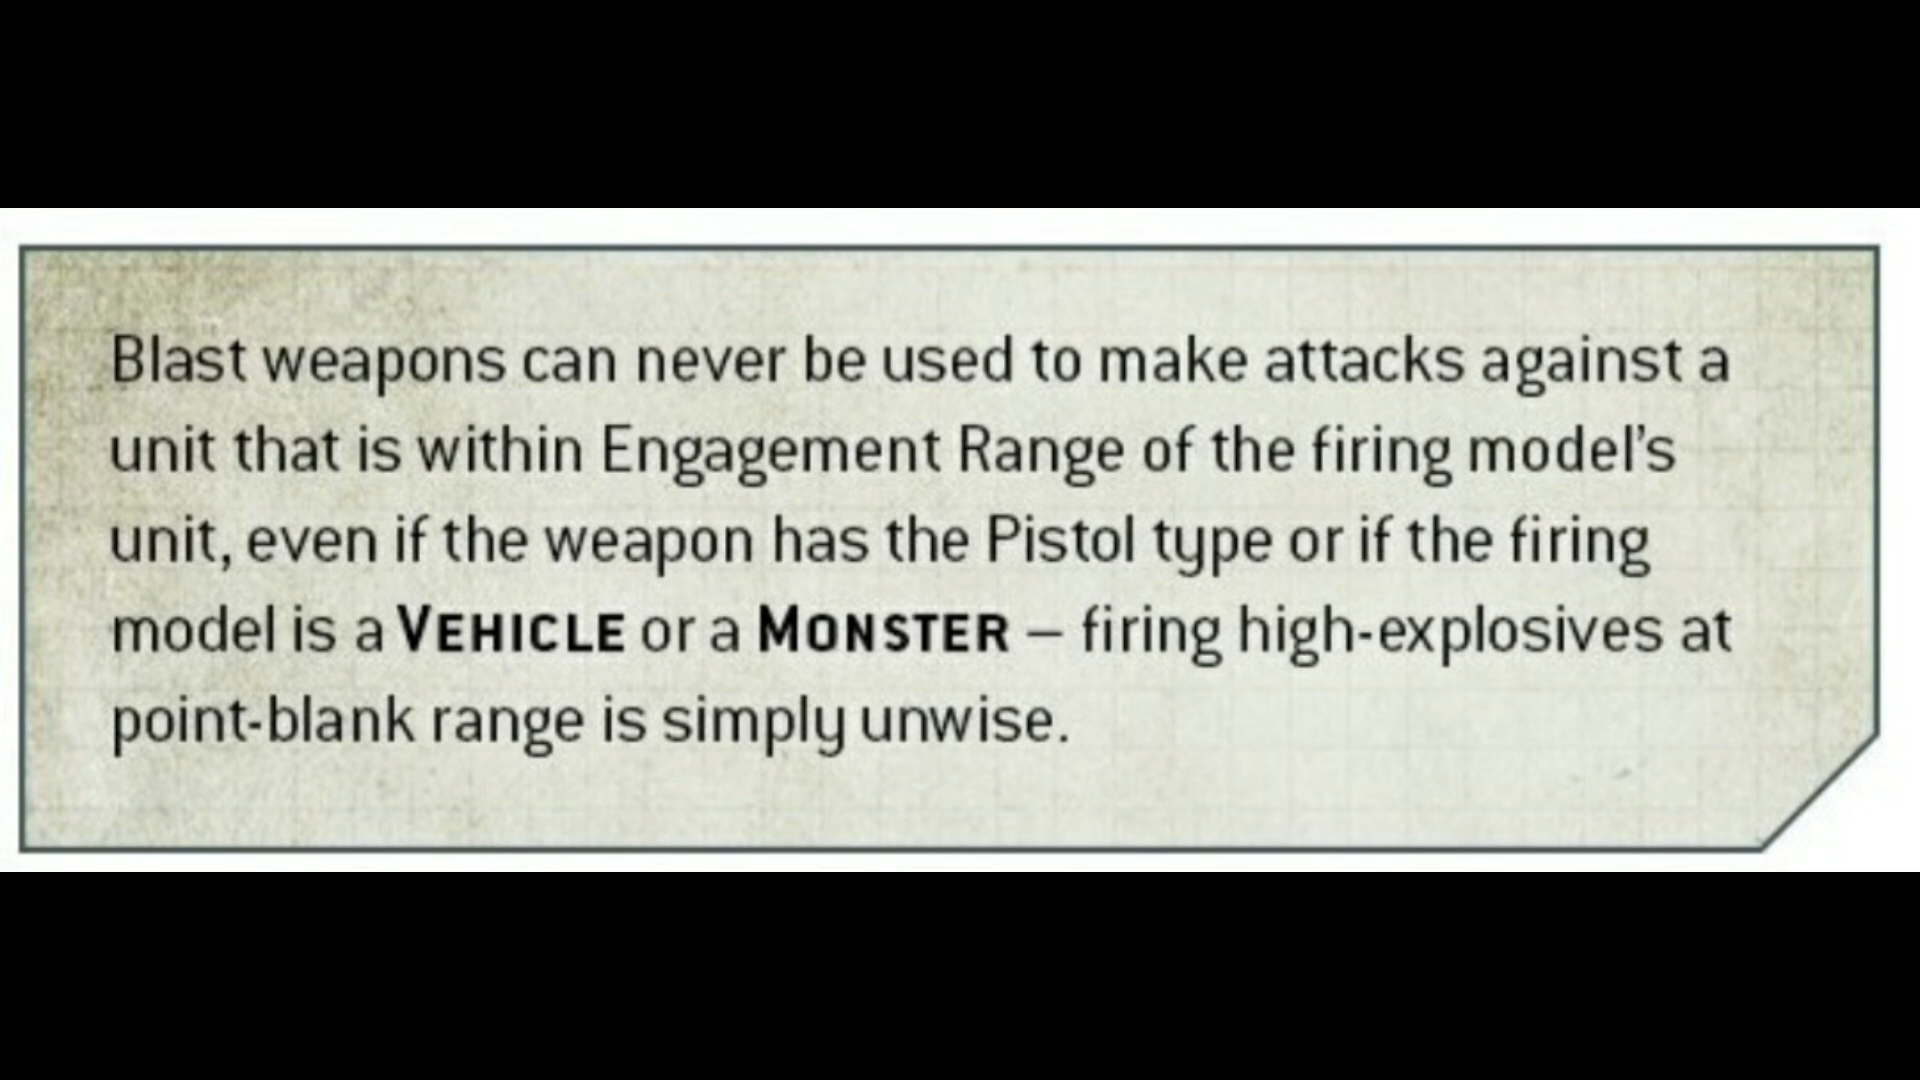 Blast weapons can never be used to make attacks against a
unit that is within Engagement Range of the firing model’s
unit, even if the weapon has the Pistol type or if the firing
model is a VEHICLE or a MONSTER – firing high-explosives at
point-blank range is simply unwise.